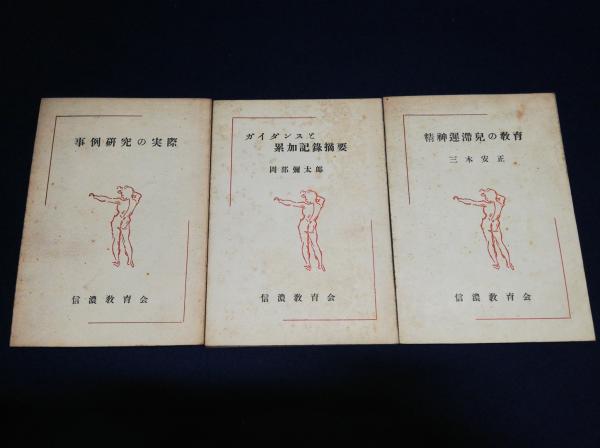 事例研究の実際
信濃教育会
ガイダンスと
累加記録摘要
岡部彌太郎
信濃教育会
精神遅滞兒の教育
三木安正
信濃教育会